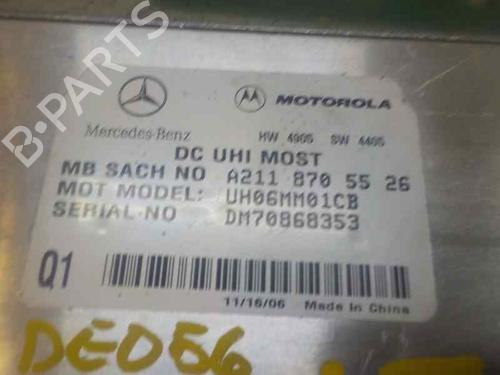 B-PARTS
MOTOROLA
Mercedes-Benz HW 4905 SW 4405
DC UHI MOST
MB SACH NO A211 870 55 26
MOT MODEL: UH06MM01CB
SERIAL NO DM70868353
Q1
11/16/06 Made In China
DE056